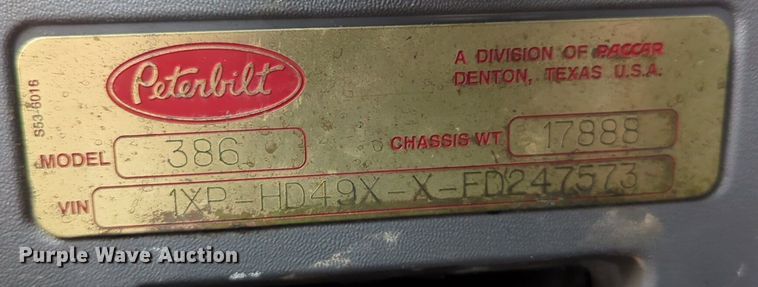 Peterbilt
A DIVISION OF PACCAR
DENTON, TEXAS U.S.A.
S53-6016
MODEL 386 CHASSIS WT 17888
VIN 1XP-HD49X-X-FD247573
Purple Wave Auction